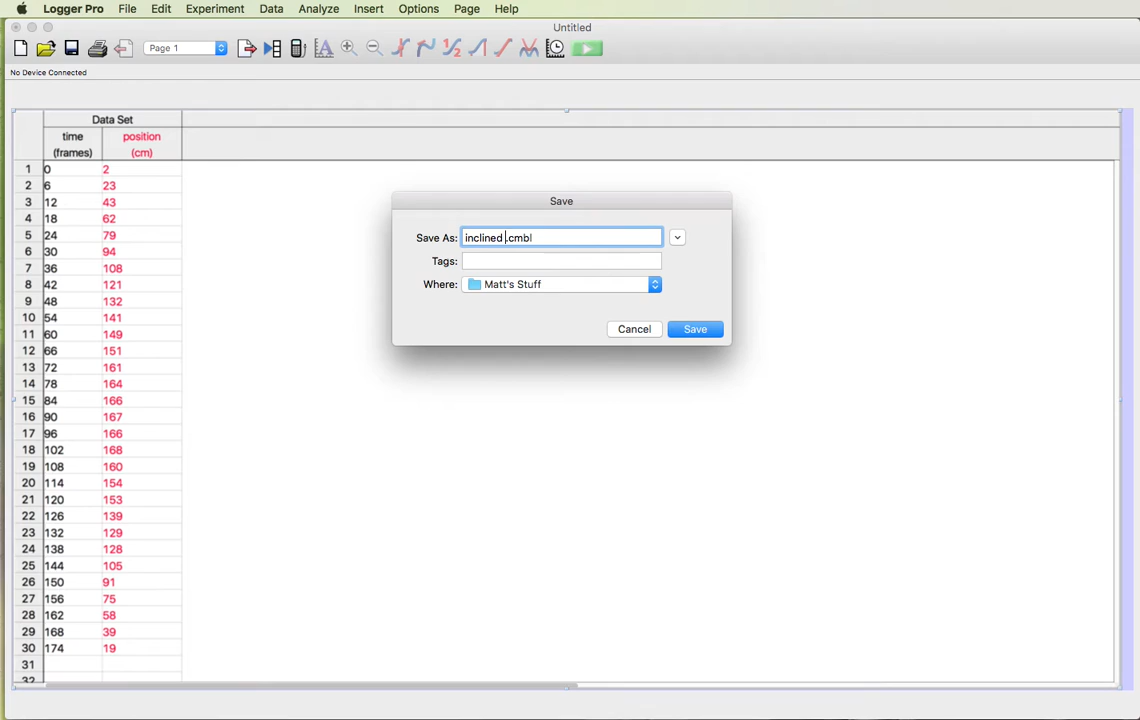 Logger Pro File Edit Experiment Data Analyze Insert Options Page Help
Untitled
Page 1
No Device Connected
Data Set
time position
(frames) (cm)
1 0 2
2 6 23
3 12 43
4 18 62
5 24 79
6 30 94
7 36 108
8 42 121
9 48 132
10 54 141
11 60 149
12 66 151
13 72 161
14 78 164
15 84 166
16 90 167
17 96 166
18 102 168
19 108 160
20 114 154
21 120 153
22 126 139
23 132 129
24 138 128
25 144 105
26 150 91
27 156 75
28 162 58
29 168 39
30 174 19
31
32
Save
Save As: inclined .cmbl
Tags:
Where: Matt's Stuff
Cancel Save